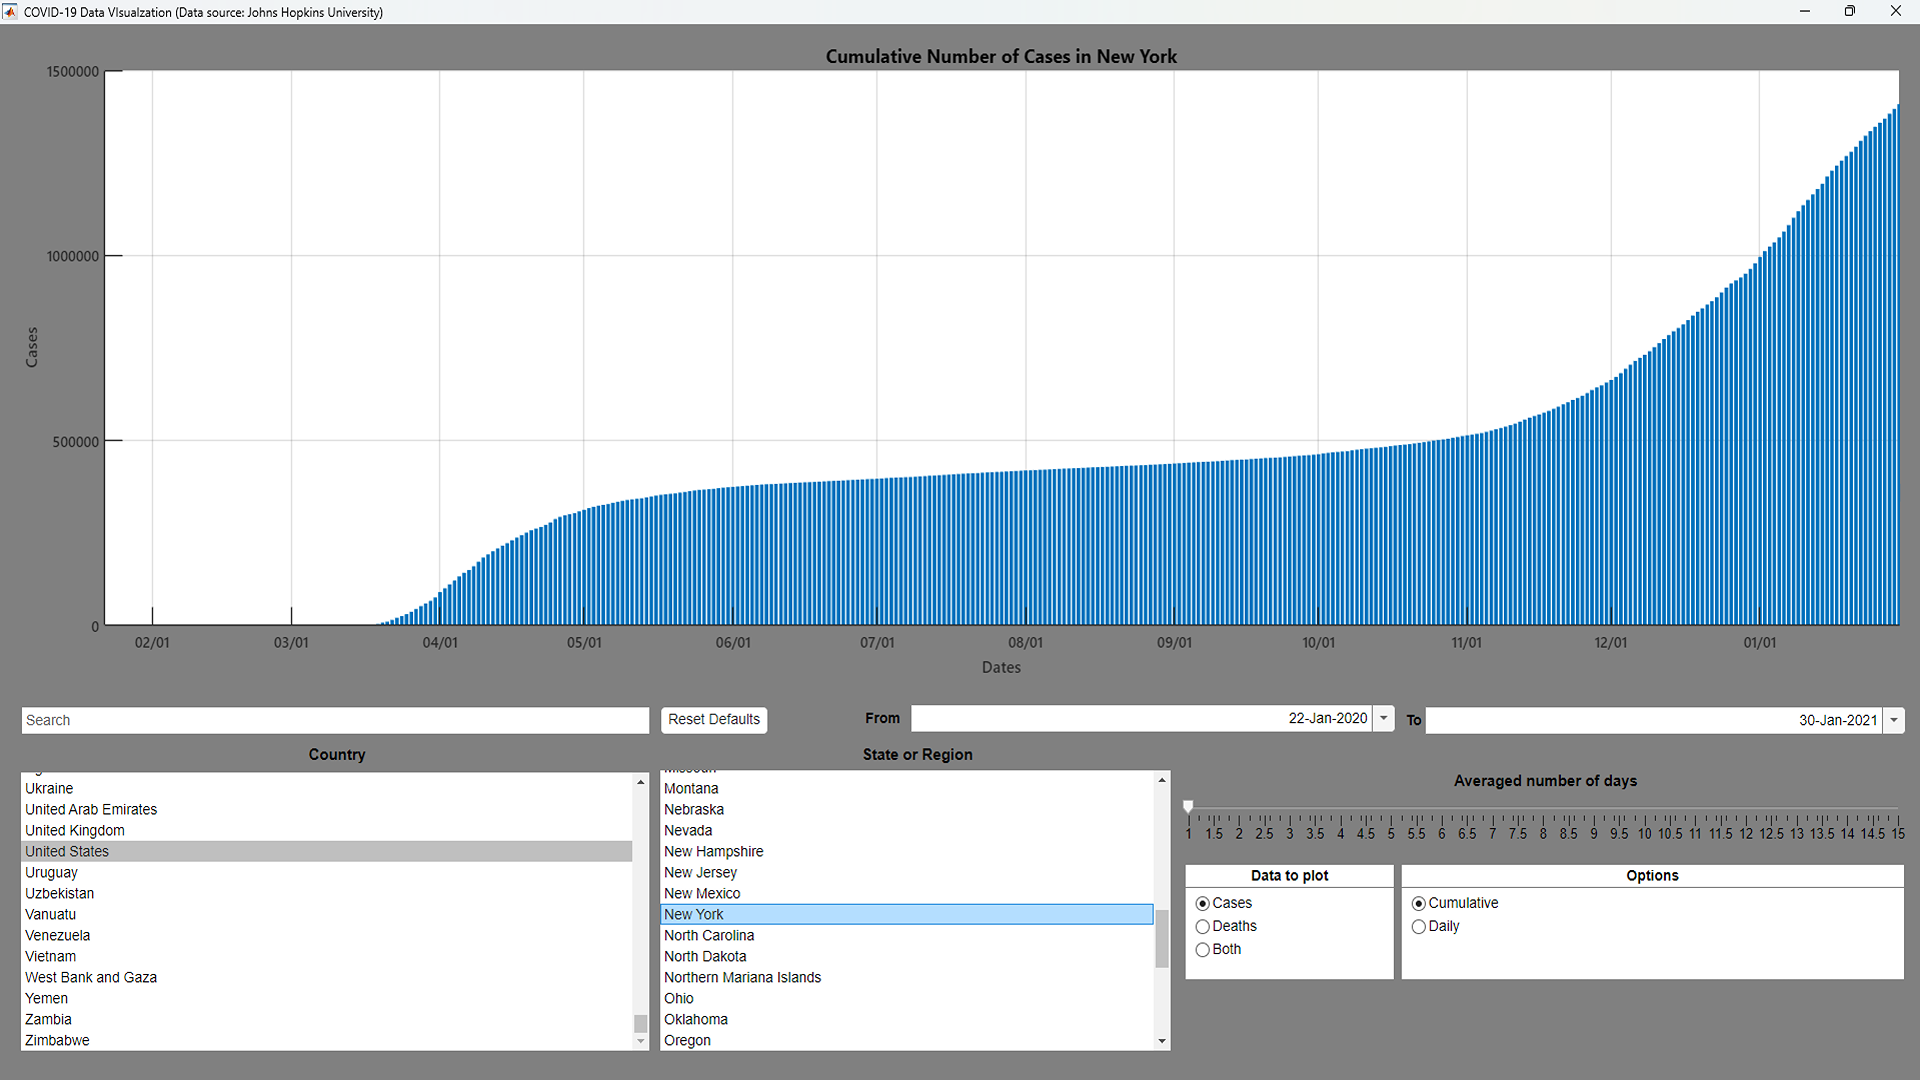 COVID-19 Data VIsualzation (Data source: Johns Hopkins University)
Cumulative Number of Cases in New York
1500000
1000000
500000
0
Cases
02/01 03/01 04/01 05/01 06/01 07/01 08/01 09/01 10/01 11/01 12/01 01/01
Dates
Search
Reset Defaults
From 22-Jan-2020
To 30-Jan-2021
Country
Ukraine
United Arab Emirates
United Kingdom
United States
Uruguay
Uzbekistan
Vanuatu
Venezuela
Vietnam
West Bank and Gaza
Yemen
Zambia
Zimbabwe
State or Region
Montana
Nebraska
Nevada
New Hampshire
New Jersey
New Mexico
New York
North Carolina
North Dakota
Northern Mariana Islands
Ohio
Oklahoma
Oregon
Averaged number of days
1 1.5 2 2.5 3 3.5 4 4.5 5 5.5 6 6.5 7 7.5 8 8.5 9 9.5 10 10.5 11 11.5 12 12.5 13 13.5 14 14.5 15
Data to plot
Cases
Deaths
Both
Options
Cumulative
Daily